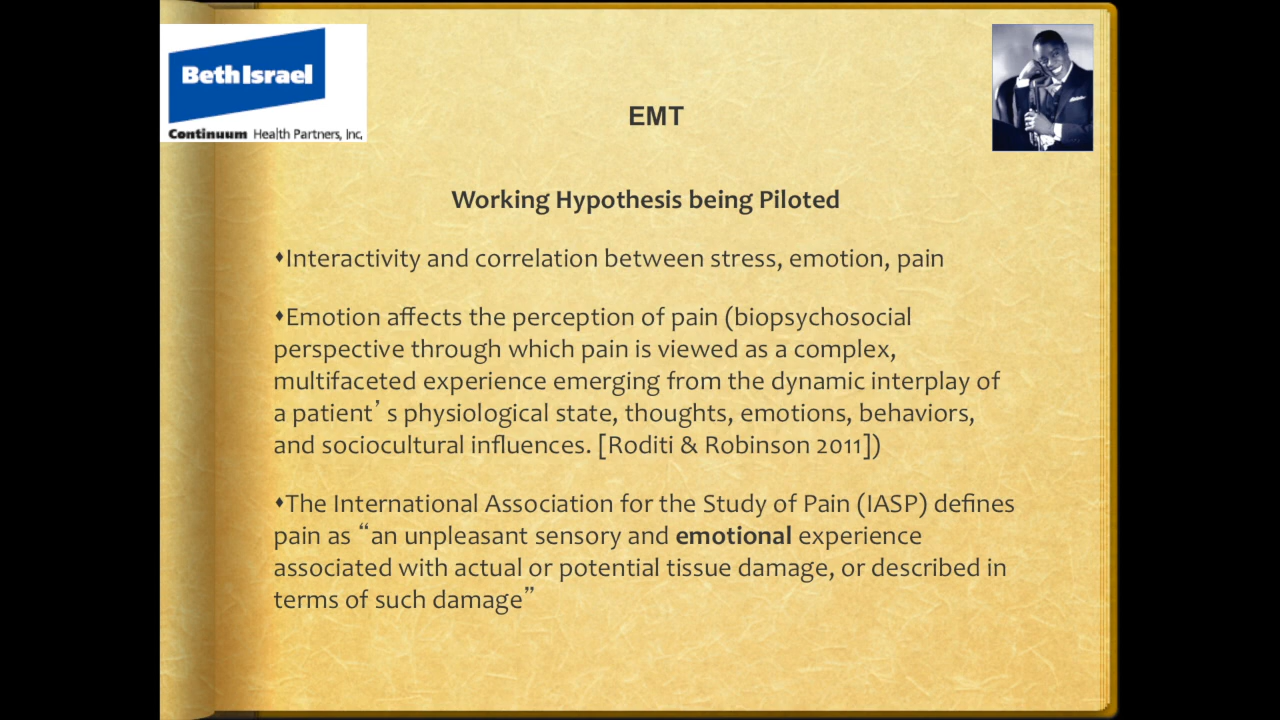 BethIsrael
Continuum Health Partners, Inc.
EMT
Working Hypothesis being Piloted
♦Interactivity and correlation between stress, emotion, pain
♦Emotion affects the perception of pain (biopsychosocial
perspective through which pain is viewed as a complex,
multifaceted experience emerging from the dynamic interplay of
a patient’ s physiological state, thoughts, emotions, behaviors,
and sociocultural influences. [Roditi & Robinson 2011])
♦The International Association for the Study of Pain (IASP) defines
pain as “an unpleasant sensory and emotional experience
associated with actual or potential tissue damage, or described in
terms of such damage”